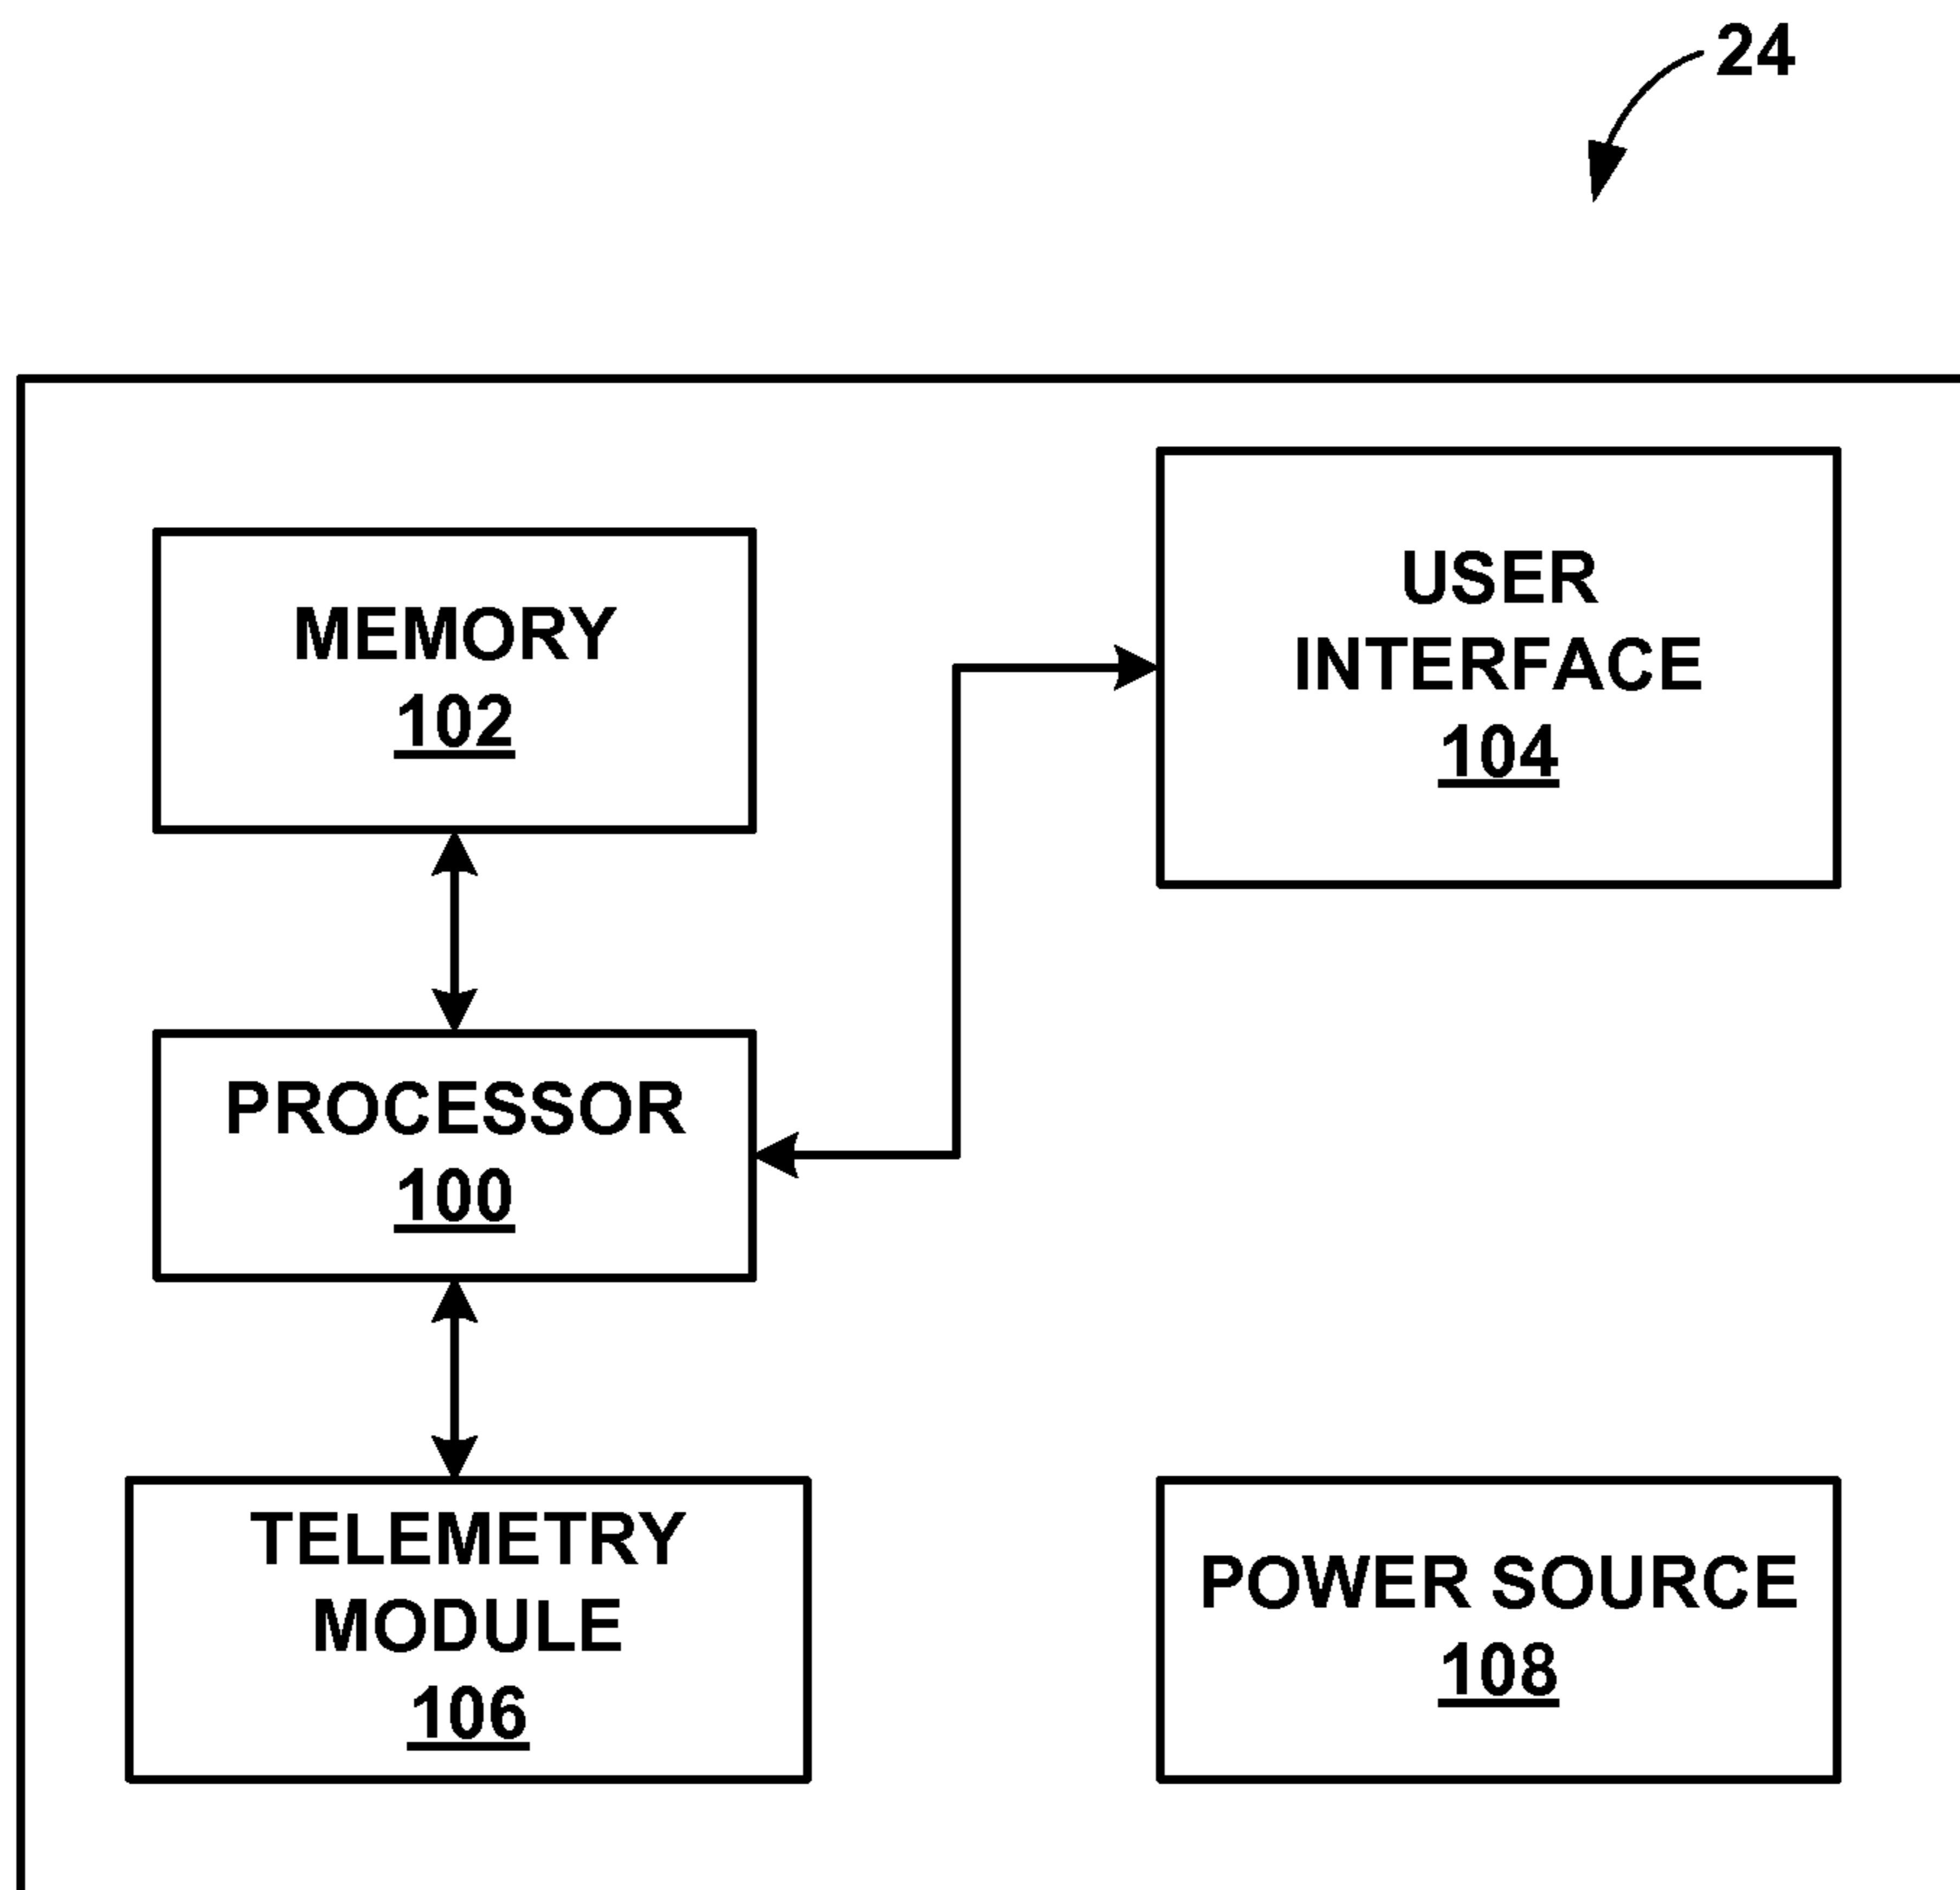 24
MEMORY
102
USER
INTERFACE
104
PROCESSOR
100
TELEMETRY
MODULE
106
POWER SOURCE
108